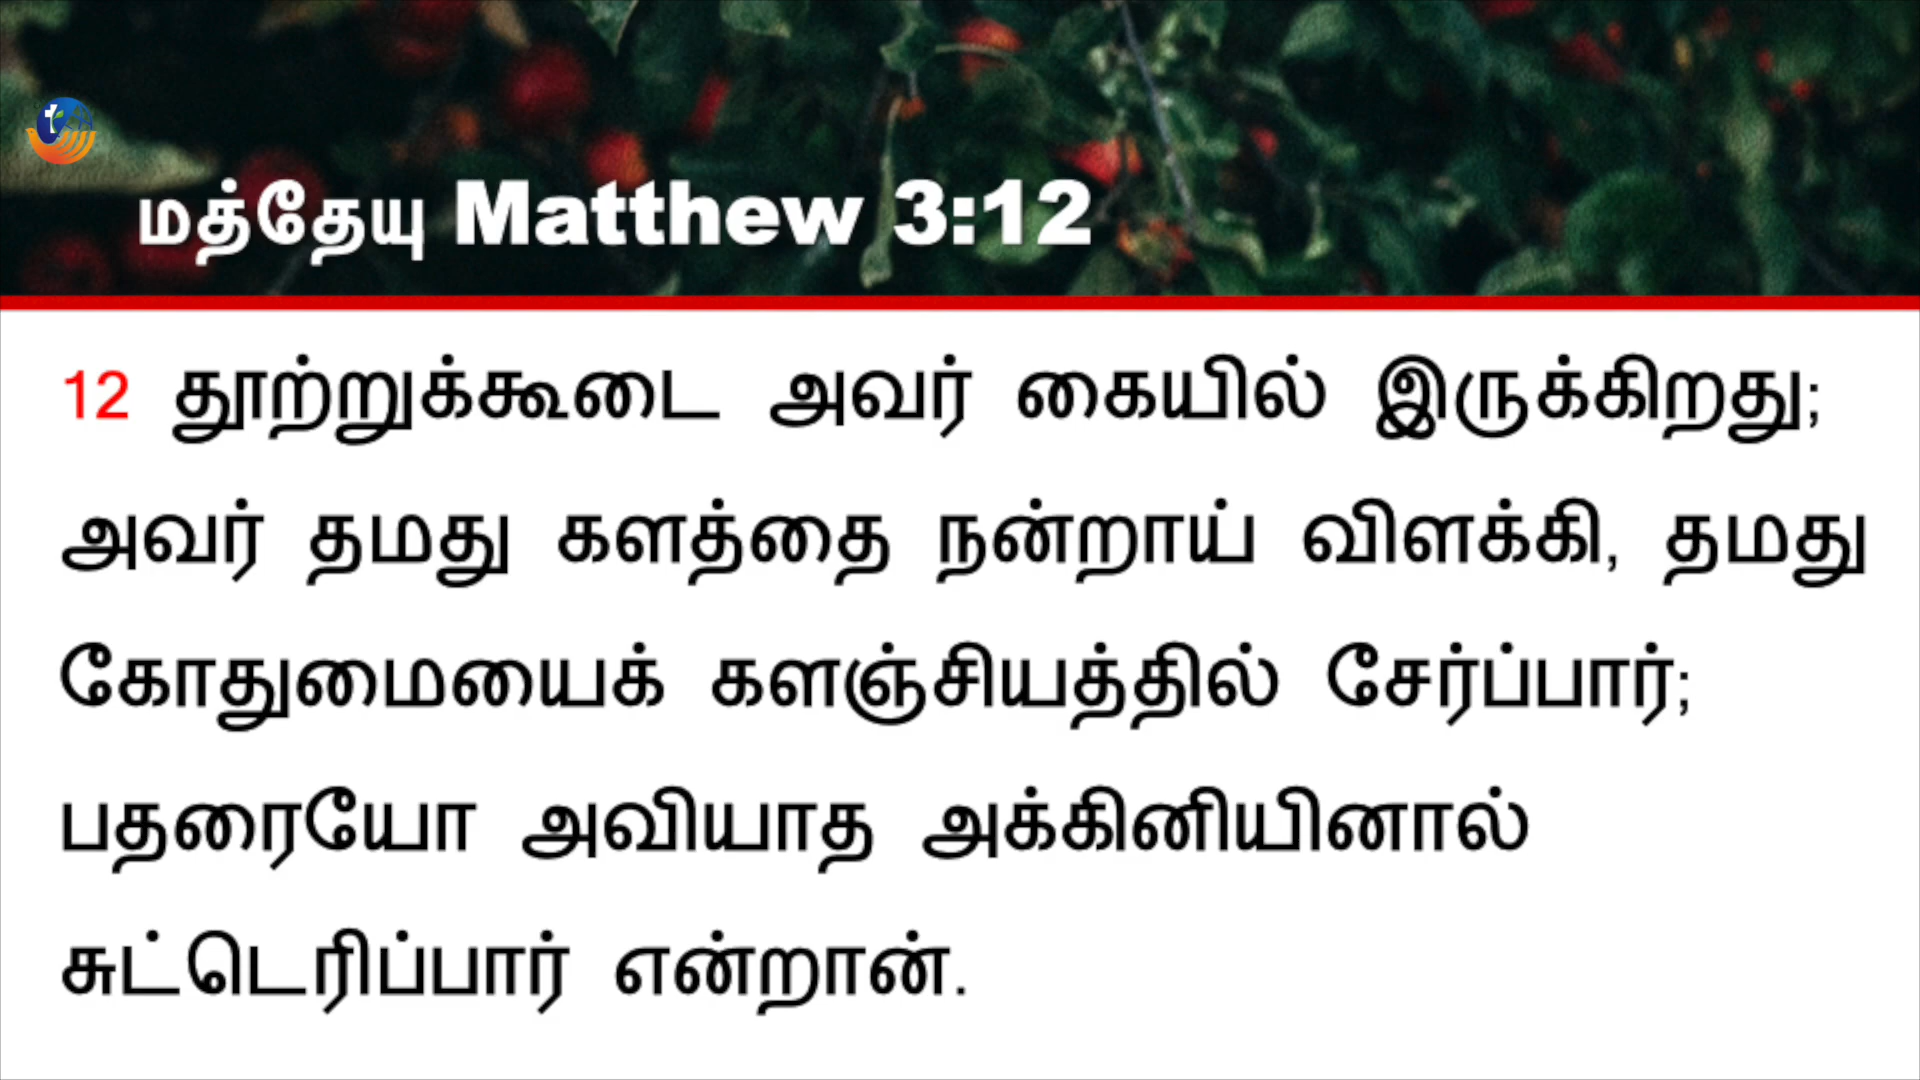 மத்தேயு Matthew 3:12
12 தூற்றுக்கூடை அவர் கையில் இருக்கிறது;
அவர் தமது களத்தை நன்றாய் விளக்கி, தமது
கோதுமையைக் களஞ்சியத்தில் சேர்ப்பார்;
பதரையோ அவியாத அக்கினியினால்
சுட்டெரிப்பார் என்றான்.